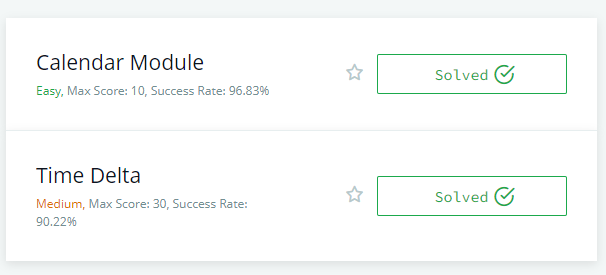 Calendar Module
Easy, Max Score: 10, Success Rate: 96.83%
Solved
Time Delta
Medium, Max Score: 30, Success Rate:
90.22%
Solved